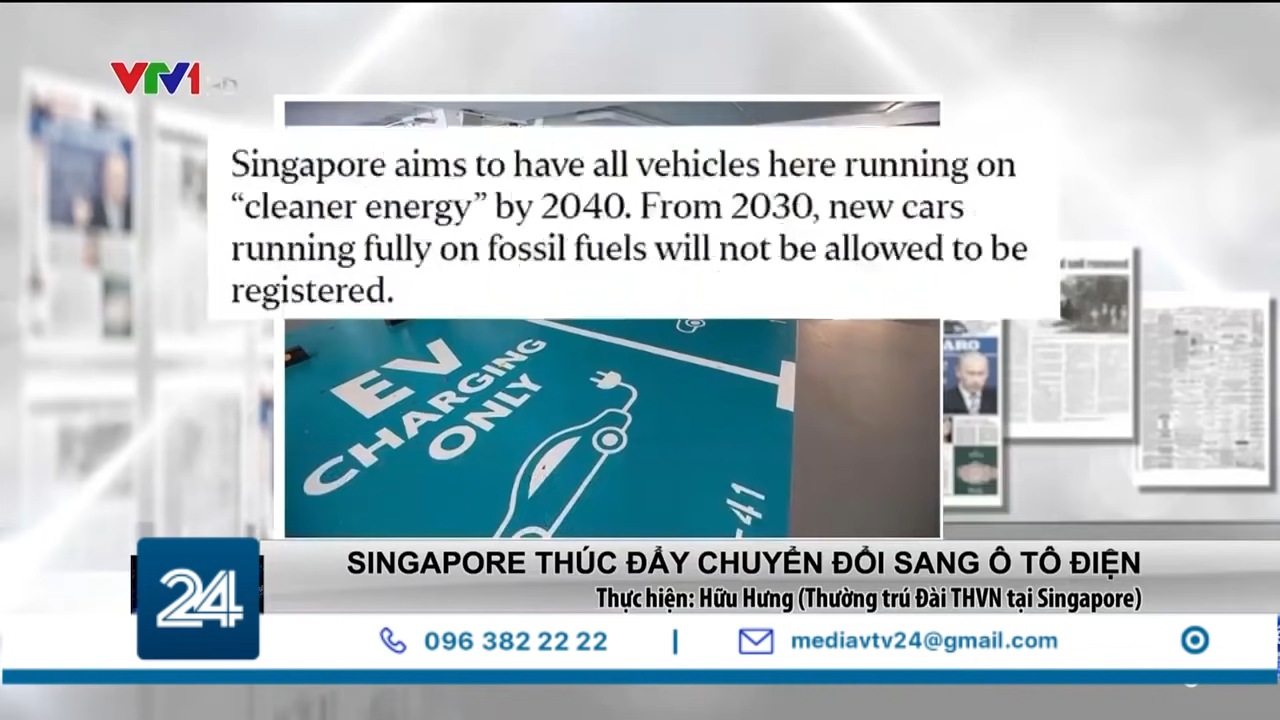 VTV1 HD
Singapore aims to have all vehicles here running on
“cleaner energy” by 2040. From 2030, new cars
running fully on fossil fuels will not be allowed to be
registered.
ARO
EV
CHARGING
ONLY
-41
24
SINGAPORE THÚC ĐẨY CHUYỂN ĐỔI SANG Ô TÔ ĐIỆN
Thực hiện: Hữu Hưng (Thường trú Đài THVN tại Singapore)
096 382 22 22 | mediavtv24@gmail.com